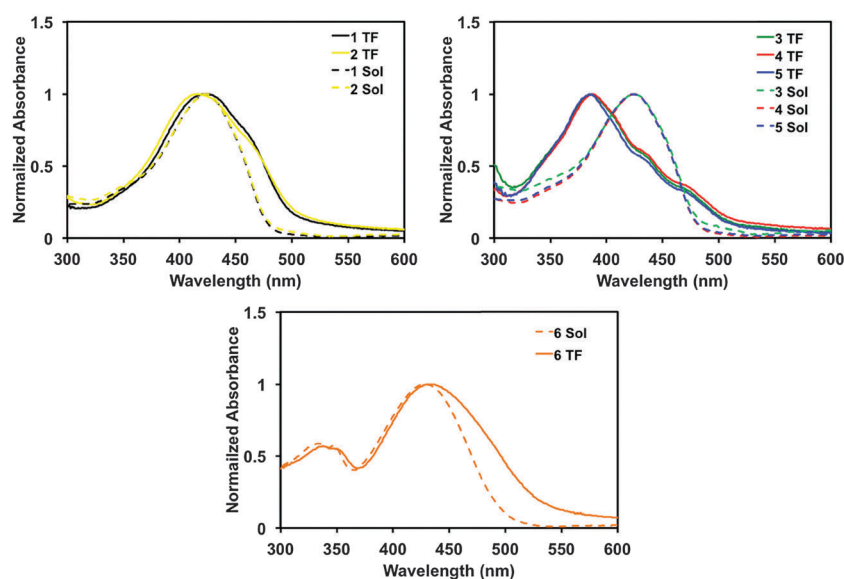 1.5
1
0.5
0
300
350
400
450
500
550
600
Wavelength (nm)
Normailzed Absorbance
1 TF
2 TF
1 Sol
2 Sol
1.5
1
0.5
0
300
350
400
450
500
550
600
Wavelength (nm)
Normailzed Absorbance
3 TF
4 TF
5 TF
3 Sol
4 Sol
5 Sol
1.5
1
0.5
0
300
350
400
450
500
550
600
Wavelength (nm)
Normailzed Absorbance
6 Sol
6 TF